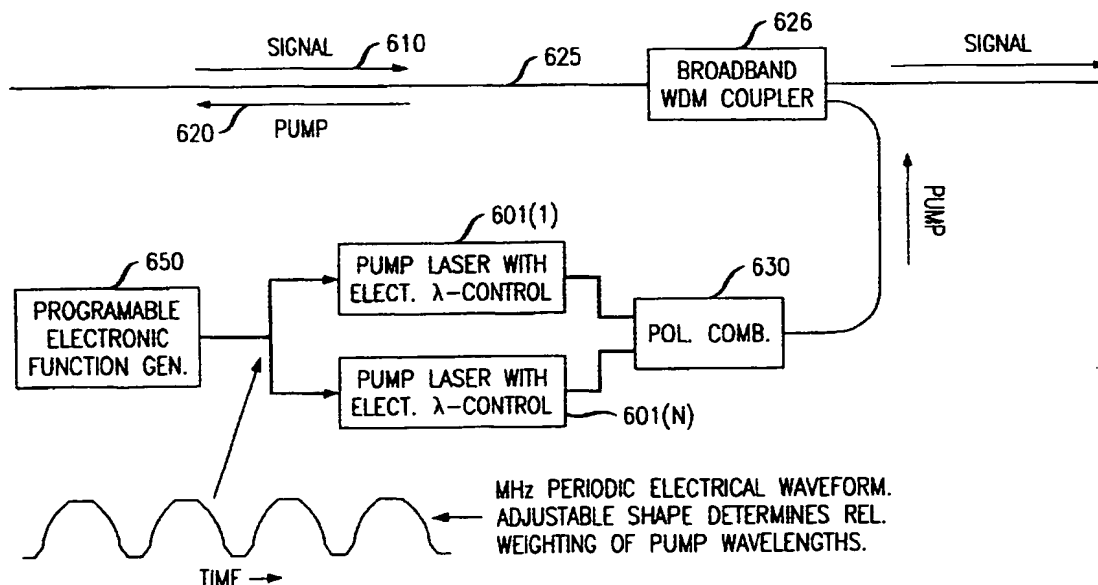 SIGNAL
610
625
626
BROADBAND
WDM COUPLER
SIGNAL
620
PUMP
PUMP
601(1)
PUMP LASER WITH
ELECT. λ-CONTROL
650
PROGRAMABLE
ELECTRONIC
FUNCTION GEN.
630
POL. COMB.
PUMP LASER WITH
ELECT. λ-CONTROL
601(N)
MHz PERIODIC ELECTRICAL WAVEFORM.
ADJUSTABLE SHAPE DETERMINES REL.
WEIGHTING OF PUMP WAVELENGTHS.
TIME